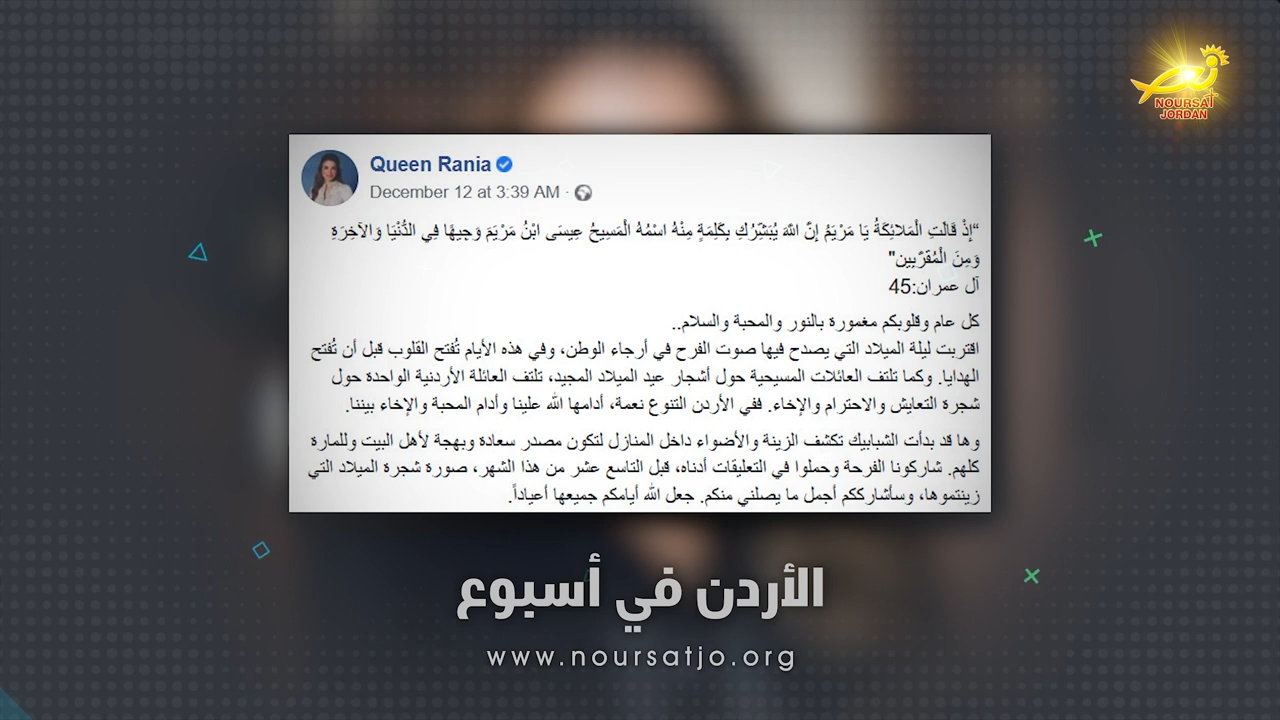 NOURSAT
JORDAN
Queen Rania
December 12 at 3:39 AM ·
“إِذْ قَالَتِ الْمَلَائِكَةُ يَا مَرْيَمُ إِنَّ اللَّهَ يُبَشِّرُكِ بِكَلِمَةٍ مِنْهُ اسْمُهُ الْمَسِيحُ عِيسَى ابْنُ مَرْيَمَ وَجِيهًا فِي الدُّنْيَا وَالْآخِرَةِ
وَمِنَ الْمُقَرَّبِين"
آل عمران:45
كل عام وقلوبكم مغمورة بالنور والمحبة والسلام..
اقتربت ليلة الميلاد التي يصدح فيها صوت الفرح في أرجاء الوطن، وفي هذه الأيام تُفتح القلوب قبل أن تُفتح
الهدايا. وكما تلتف العائلات المسيحية حول أشجار عيد الميلاد المجيد، تلتف العائلة الأردنية الواحدة حول
شجرة التعايش والاحترام والإخاء. ففي الأردن التنوع نعمة، أدامها الله علينا وأدام المحبة والإخاء بيننا.
وها قد بدأت الشبابيك تكشف الزينة والأضواء داخل المنازل لتكون مصدر سعادة وبهجة لأهل البيت وللمارة
كلهم. شاركونا الفرحة وحملوا في التعليقات أدناه، قبل التاسع عشر من هذا الشهر، صورة شجرة الميلاد التي
زينتموها، وسأشارككم أجمل ما يصلني منكم. جعل الله أيامكم جميعها أعياداً.
الأردن في أسبوع
www.noursatjo.org